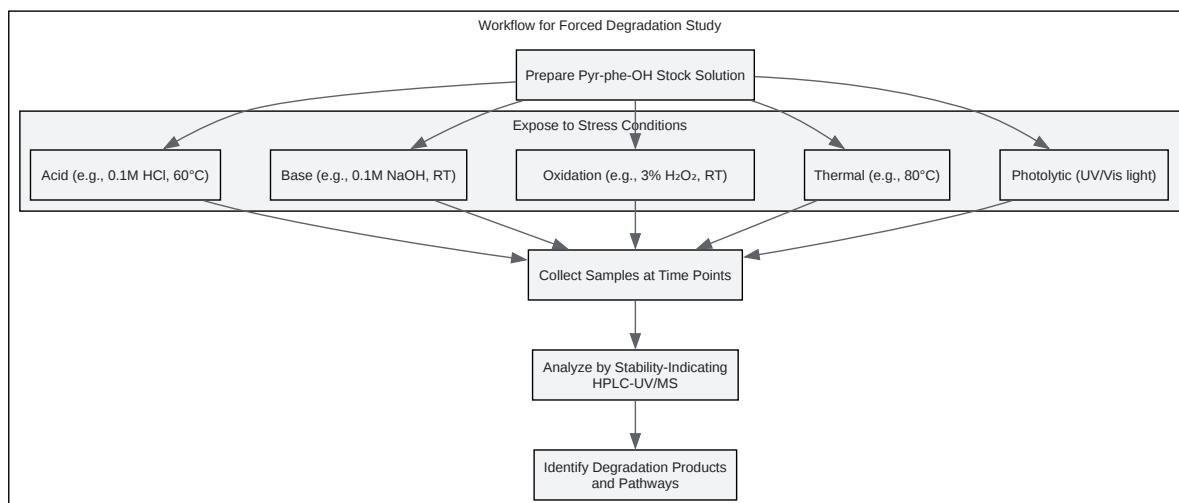 Workflow for Forced Degradation Study
Prepare Pyr-phe-OH Stock Solution
Expose to Stress Conditions
Acid (e.g., 0.1M HCl, 60°C)
Base (e.g., 0.1M NaOH, RT)
Oxidation (e.g., 3% H₂O₂, RT)
Thermal (e.g., 80°C)
Photolytic (UV/Vis light)
Collect Samples at Time Points
Analyze by Stability-Indicating
HPLC-UV/MS
Identify Degradation Products
and Pathways